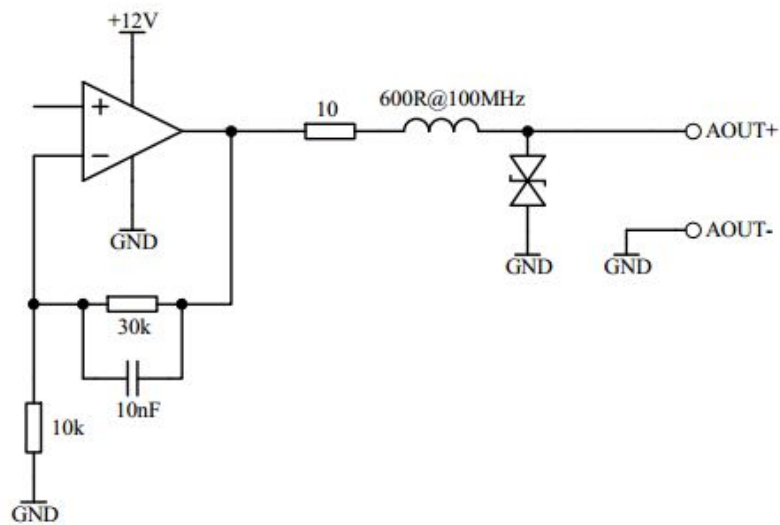 +12V
600R@100MHz
10
+
AOUT+
−
GND
AOUT-
GND
GND
30k
10nF
10k
GND